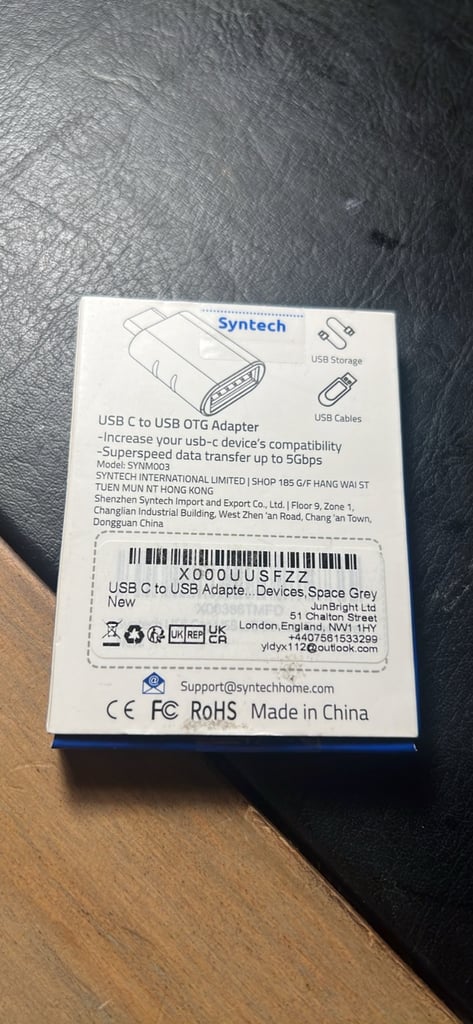 Syntech
USB Storage
USB Cables
USB C to USB OTG Adapter
-Increase your usb-c device's compatibility
-Superspeed data transfer up to 5Gbps
Model: SYNM003
SYNTECH INTERNATIONAL LIMITED | SHOP 185 G/F HANG WAI ST
TUEN MUN NT HONG KONG
Shenzhen Syntech Import and Export Co., Ltd. | Floor 9, Zone 1,
Changlian Industrial Building, West Zhen 'an Road, Chang 'an Town,
Dongguan China
X000UUSFZZ
USB C to USB Adapte...Devices,Space Grey
New
JunBright Ltd
51 Chalton Street
London,England, NW1 1HY
+4407561533299
yldyx112@outlook.com
UK REP UK CA
Support@syntechhome.com
CE FC RoHS Made in China